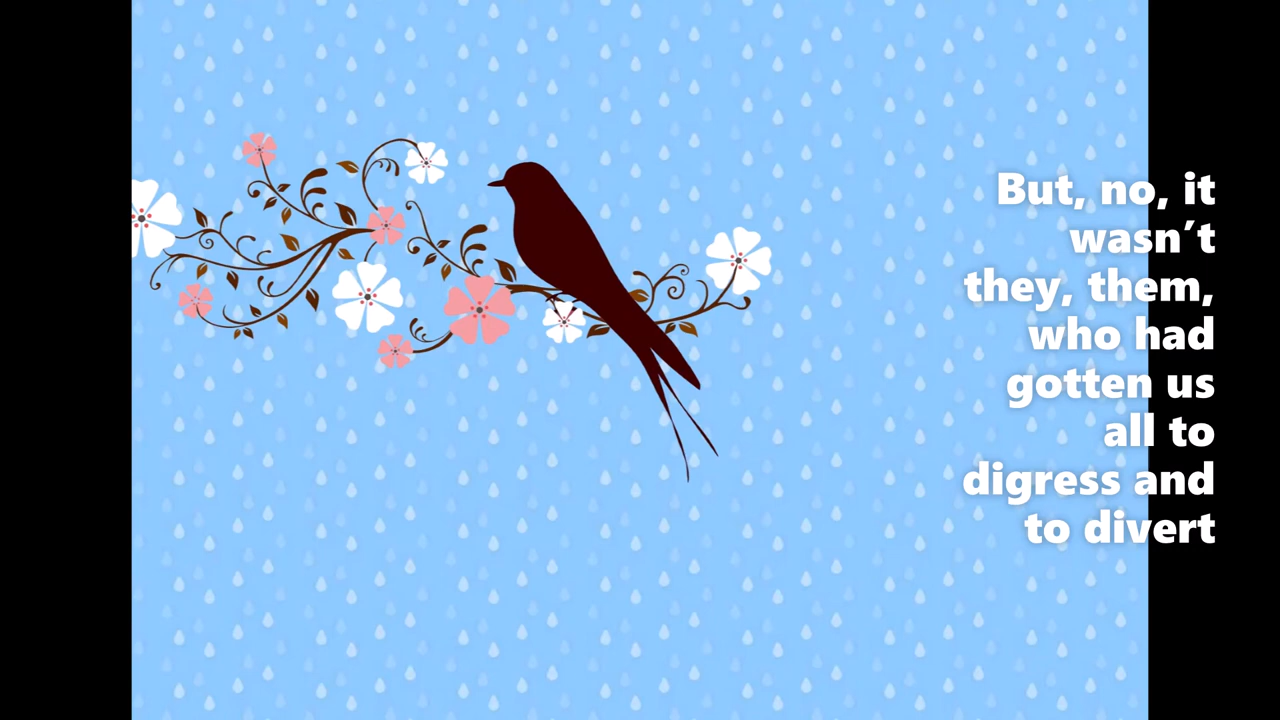 But, no, it
wasn’t
they, them,
who had
gotten us
all to
digress and
to divert